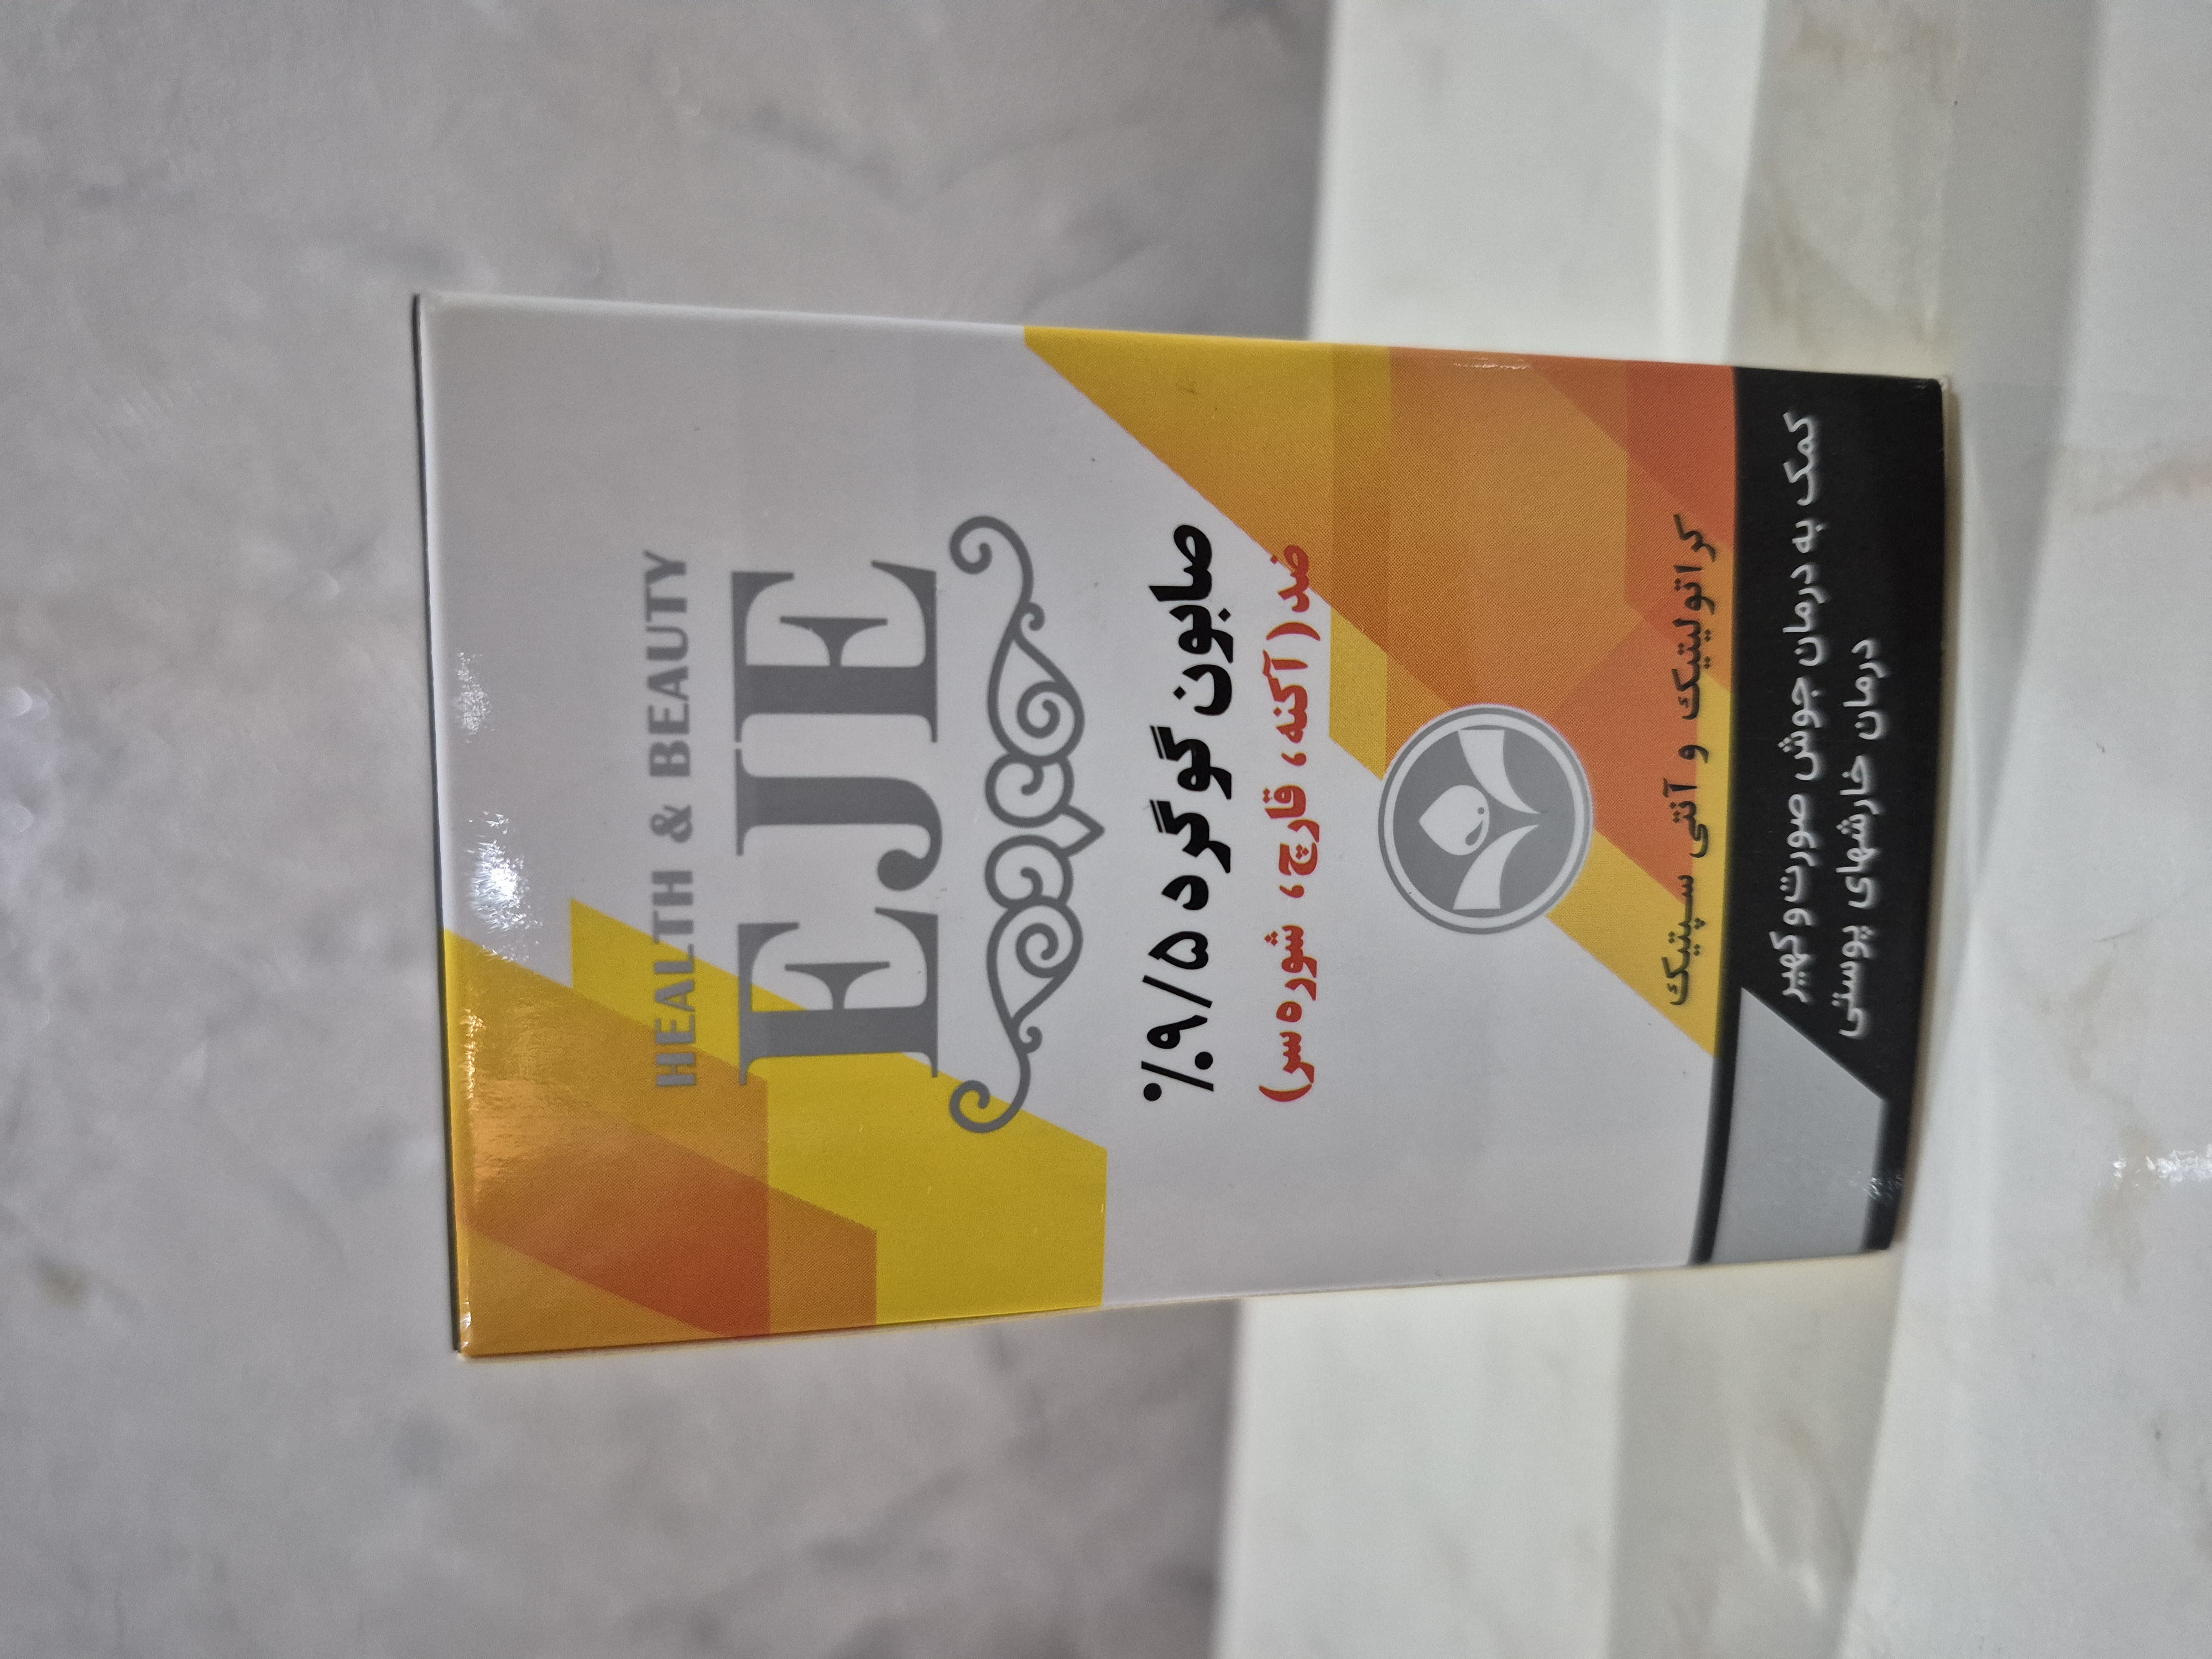 HEALTH & BEAUTY
EJE
صابون گوگرد ۹/۵٪
ضد (آکنه، قارچ، شوره سر)
کراتولیتیک و آنتی سپتیک
کمک به درمان جوش صورت و کهیر
درمان خارشهای پوستی